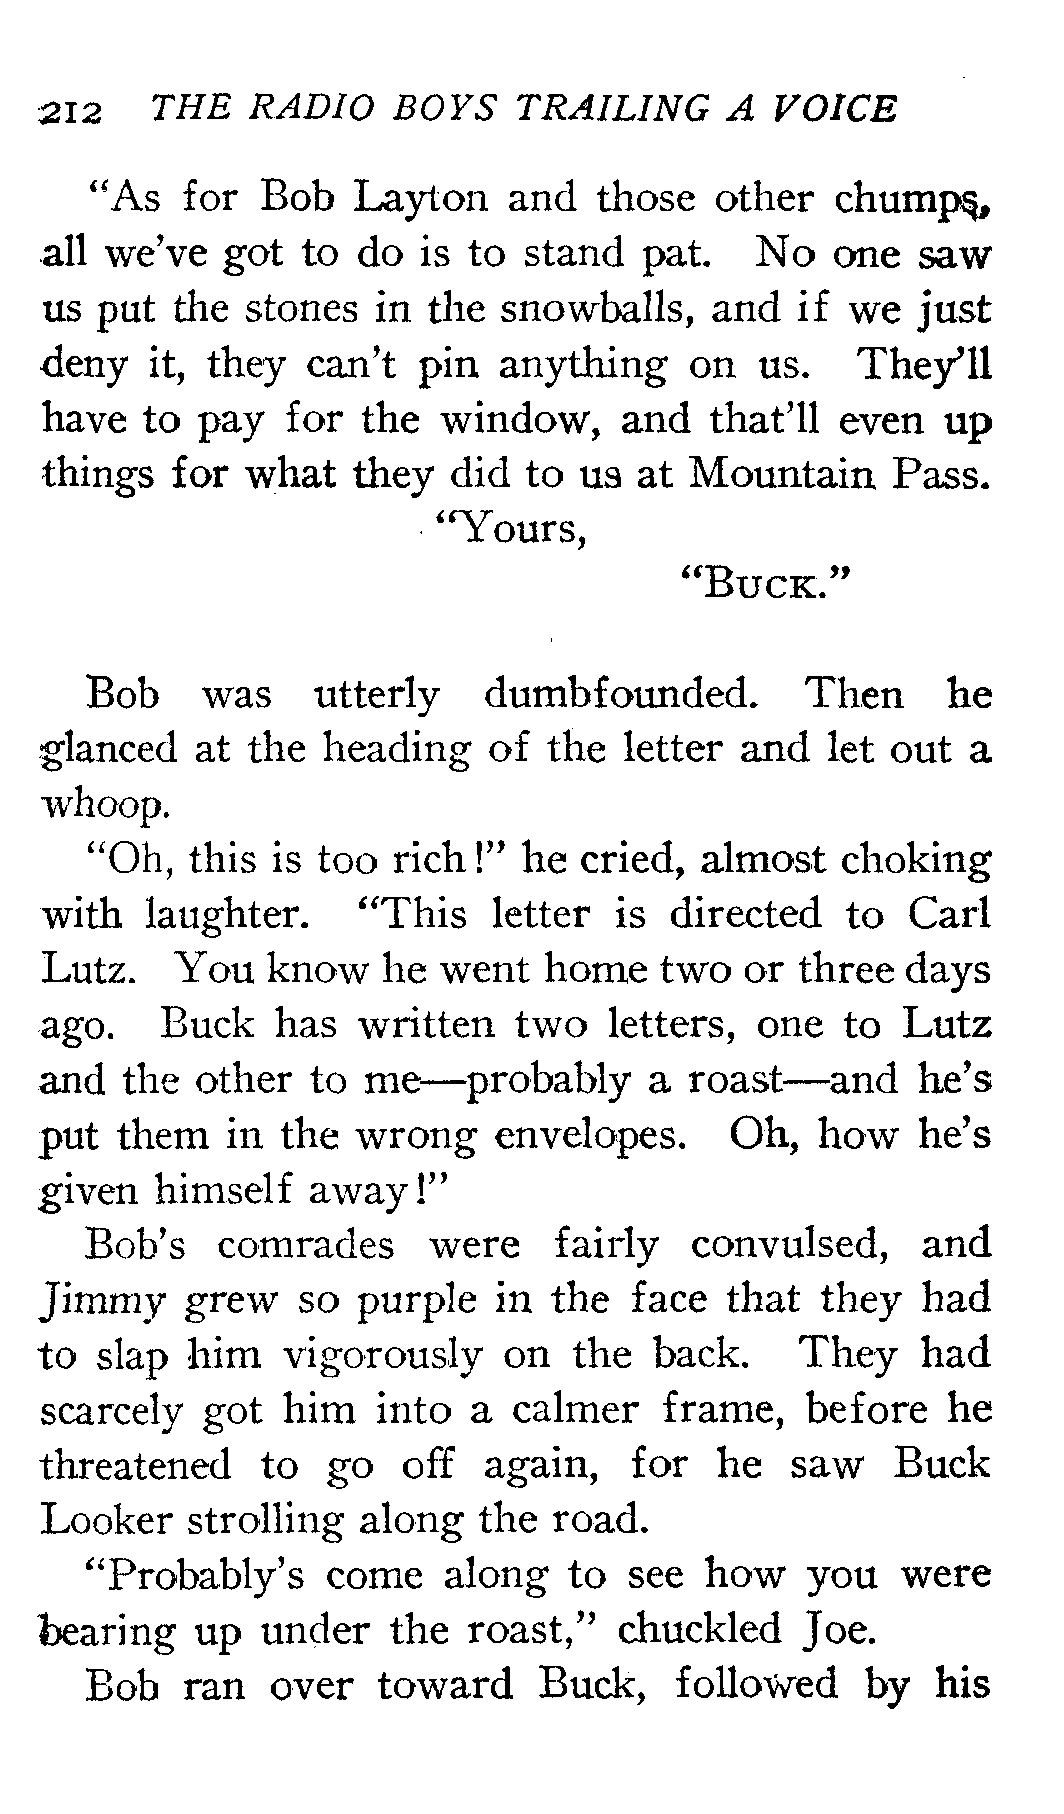 212 THE RADIO BOYS TRAILING A VOICE
“As for Bob Layton and those other chumps,
all we’ve got to do is to stand pat. No one saw
us put the stones in the snowballs, and if we just
deny it, they can’t pin anything on us. They’ll
have to pay for the window, and that’ll even up
things for what they did to us at Mountain Pass.
“Yours,
“BUCK.”
Bob was utterly dumbfounded. Then he
glanced at the heading of the letter and let out a
whoop.
“Oh, this is too rich!” he cried, almost choking
with laughter. “This letter is directed to Carl
Lutz. You know he went home two or three days
ago. Buck has written two letters, one to Lutz
and the other to me—probably a roast—and he’s
put them in the wrong envelopes. Oh, how he’s
given himself away!”
Bob’s comrades were fairly convulsed, and
Jimmy grew so purple in the face that they had
to slap him vigorously on the back. They had
scarcely got him into a calmer frame, before he
threatened to go off again, for he saw Buck
Looker strolling along the road.
“Probably’s come along to see how you were
bearing up under the roast,” chuckled Joe.
Bob ran over toward Buck, followed by his